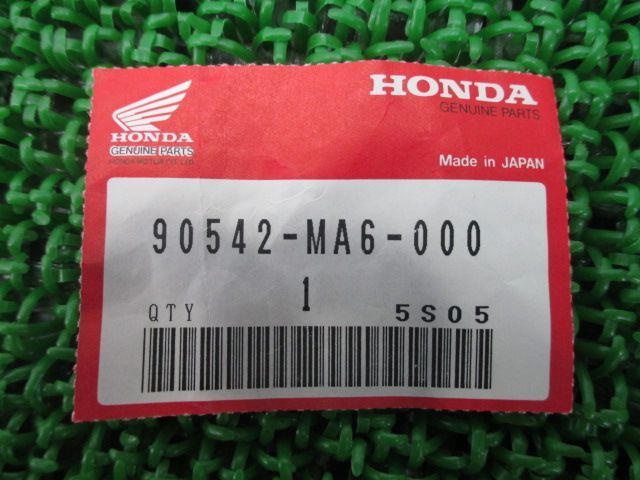 HONDA
GENUINE PARTS
HONDA MOTOR CO., LTD.
HONDA
GENUINE PARTS
Made in JAPAN
90542-MA6-000
QTY 1 5S05